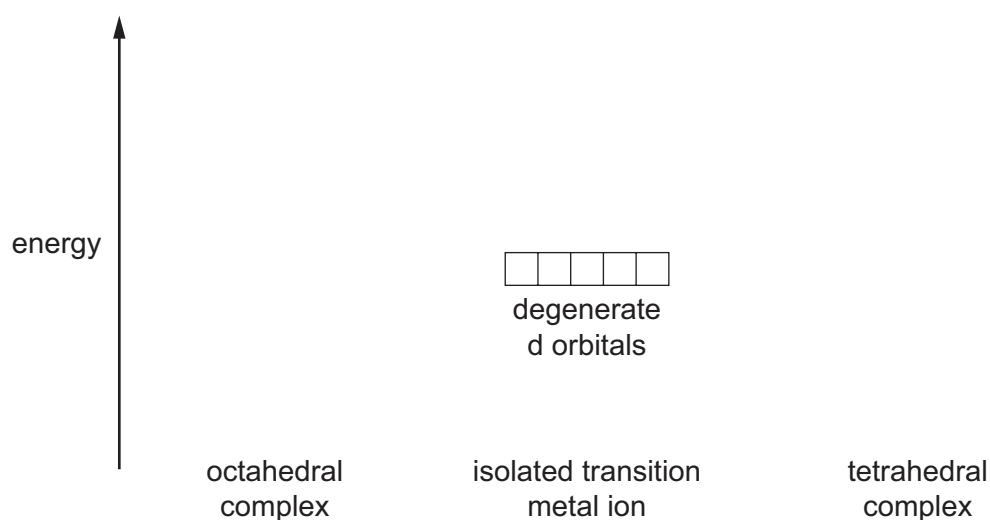 energy
degenerate
d orbitals
octahedral
complex
isolated transition
metal ion
tetrahedral
complex